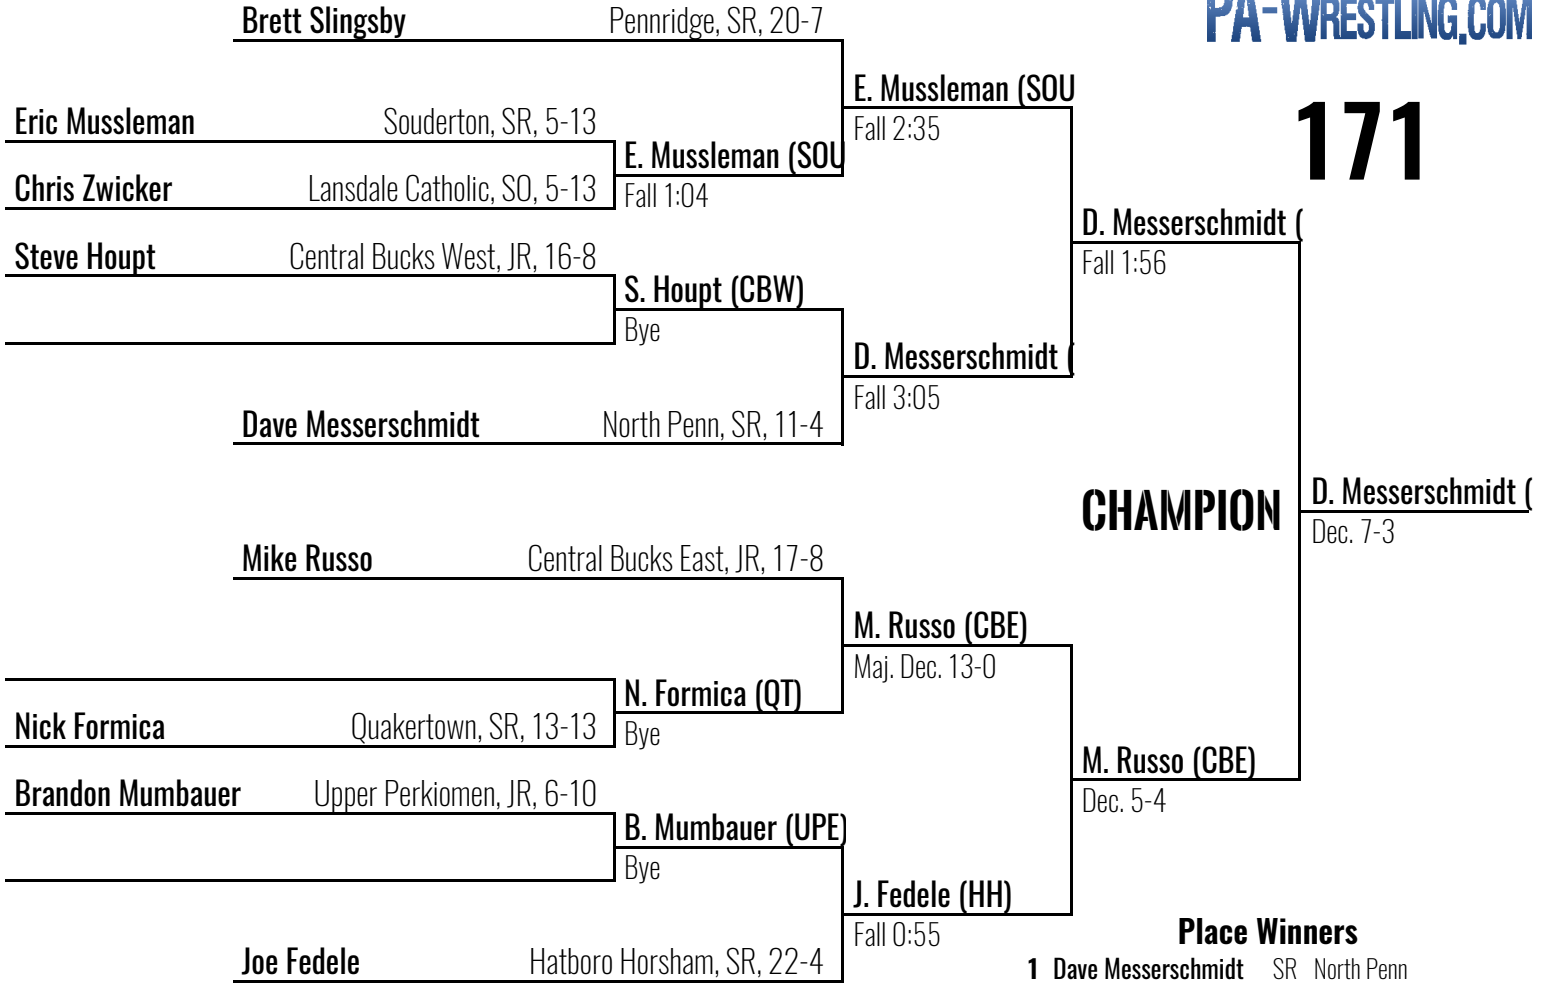 PA-WRESTLING.COM
171
Brett Slingsby Pennridge, SR, 20-7
E. Mussleman (SOU
Fall 2:35
Eric Mussleman Souderton, SR, 5-13
E. Mussleman (SOU
Fall 1:04
Chris Zwicker Lansdale Catholic, SO, 5-13
D. Messerschmidt (
Fall 1:56
Steve Houpt Central Bucks West, JR, 16-8
S. Houpt (CBW)
Bye
D. Messerschmidt (
Fall 3:05
Dave Messerschmidt North Penn, SR, 11-4
CHAMPION
D. Messerschmidt (
Dec. 7-3
Mike Russo Central Bucks East, JR, 17-8
M. Russo (CBE)
Maj. Dec. 13-0
N. Formica (QT)
Bye
Nick Formica Quakertown, SR, 13-13
M. Russo (CBE)
Dec. 5-4
Brandon Mumbauer Upper Perkiomen, JR, 6-10
B. Mumbauer (UPE)
Bye
J. Fedele (HH)
Fall 0:55
Joe Fedele Hatboro Horsham, SR, 22-4
Place Winners
1 Dave Messerschmidt SR North Penn